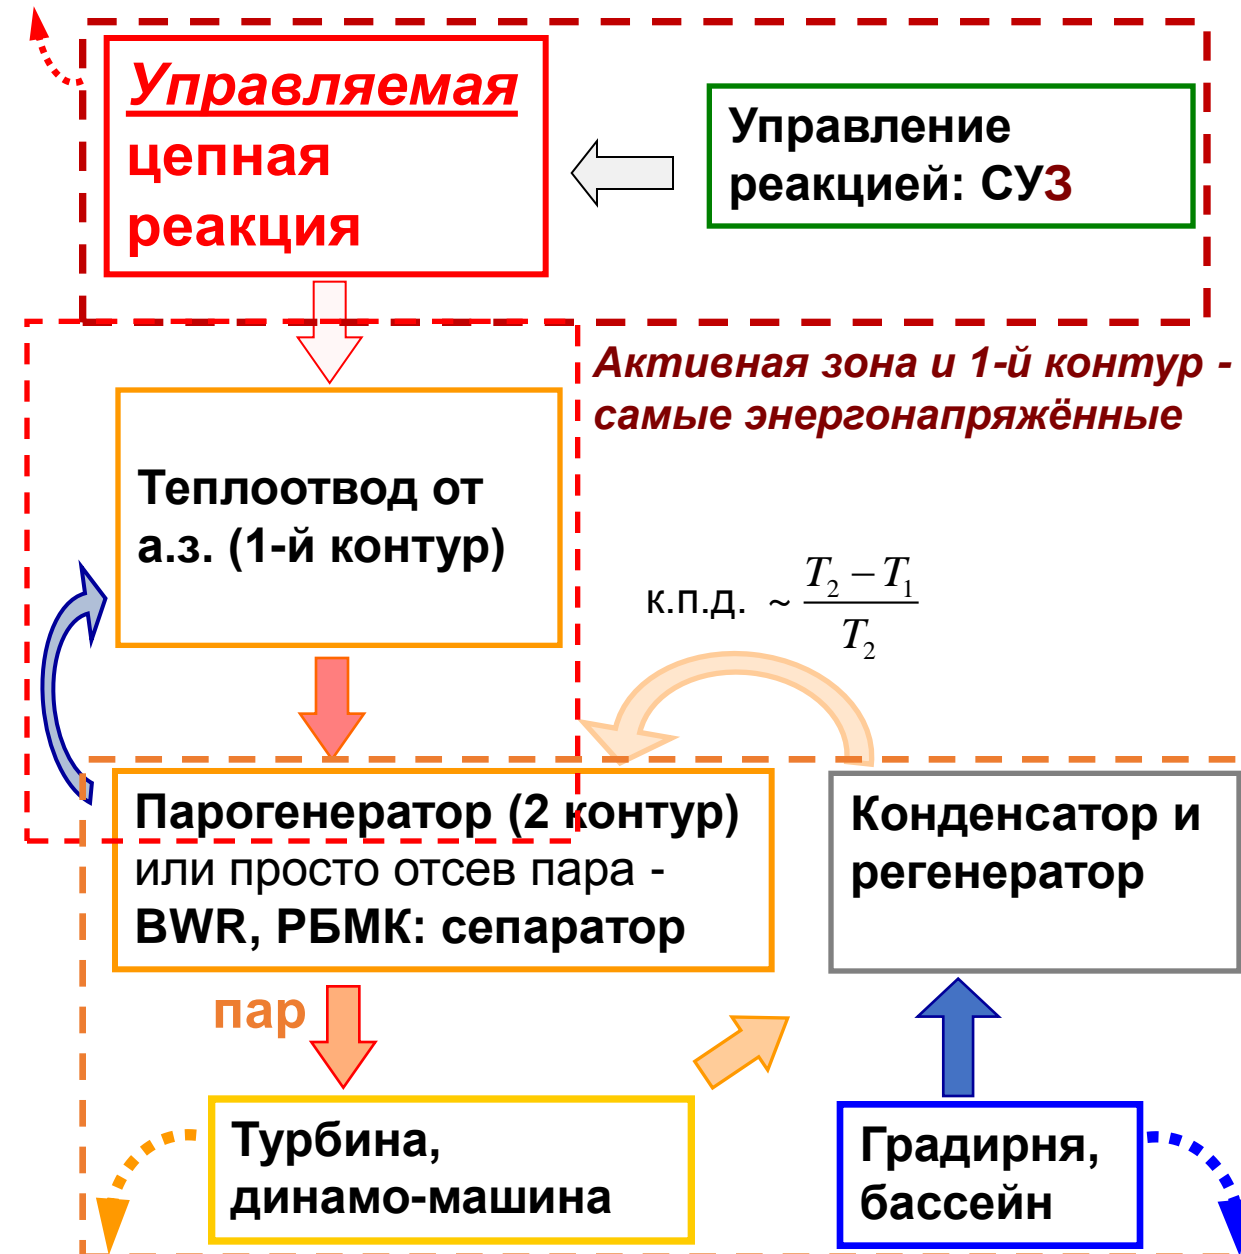 Управляемая
цепная
реакция
Управление
реакцией: СУЗ
Активная зона и 1-й контур -
самые энергонапряжённые
Теплоотвод от
а.з. (1-й контур)
к.п.д. ~ (T₂ – T₁) / T₂
Парогенератор (2 контур)
или просто отсев пара -
BWR, РБМК: сепаратор
Конденсатор и
регенератор
пар
Турбина,
динамо-машина
Градирня,
бассейн